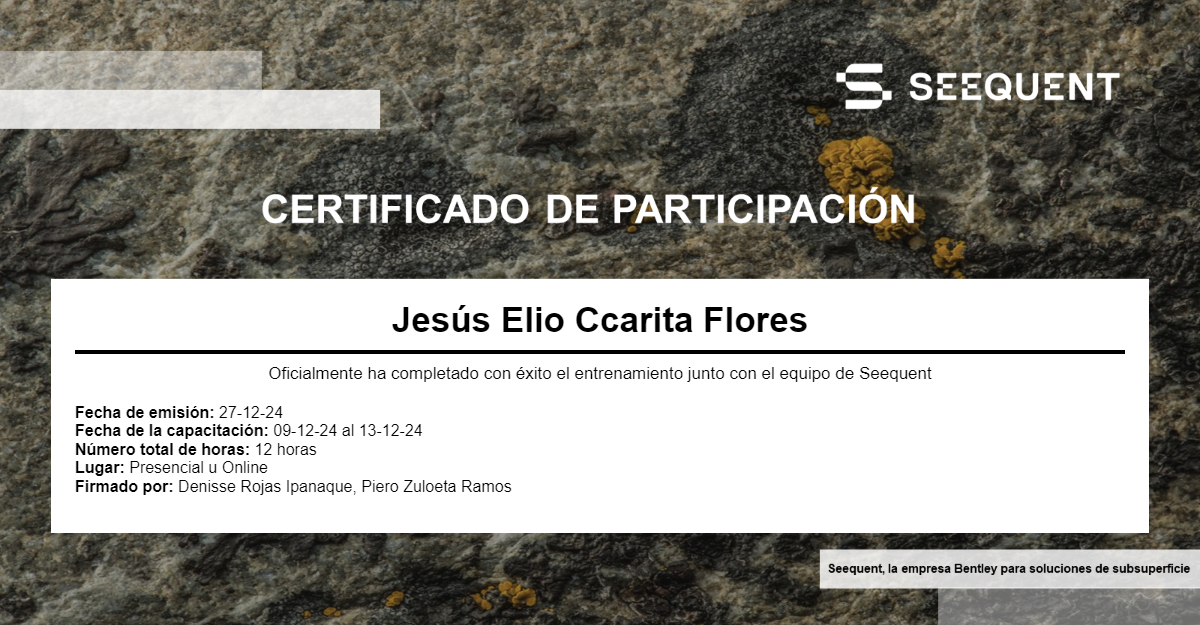 SEEQUENT
CERTIFICADO DE PARTICIPACIÓN
Jesús Elio Ccarita Flores
Oficialmente ha completado con éxito el entrenamiento junto con el equipo de Seequent
Fecha de emisión: 27-12-24
Fecha de la capacitación: 09-12-24 al 13-12-24
Número total de horas: 12 horas
Lugar: Presencial u Online
Firmado por: Denisse Rojas Ipanaque, Piero Zuloeta Ramos
Seequent, la empresa Bentley para soluciones de subsuperficie